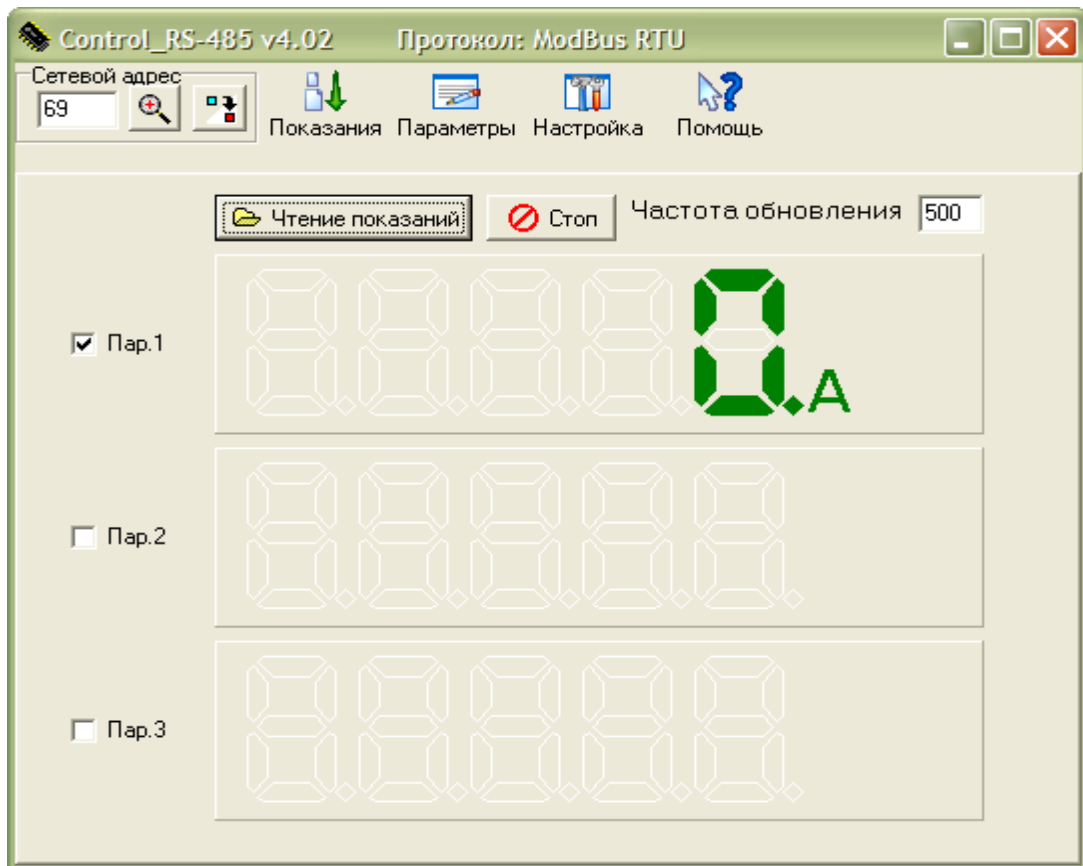 Control_RS-485 v4.02 Протокол: ModBus RTU
Сетевой адрес
69
Показания Параметры Настройка Помощь
Чтение показаний Стоп Частота обновления 500
Пар.1 0. A
Пар.2
Пар.3